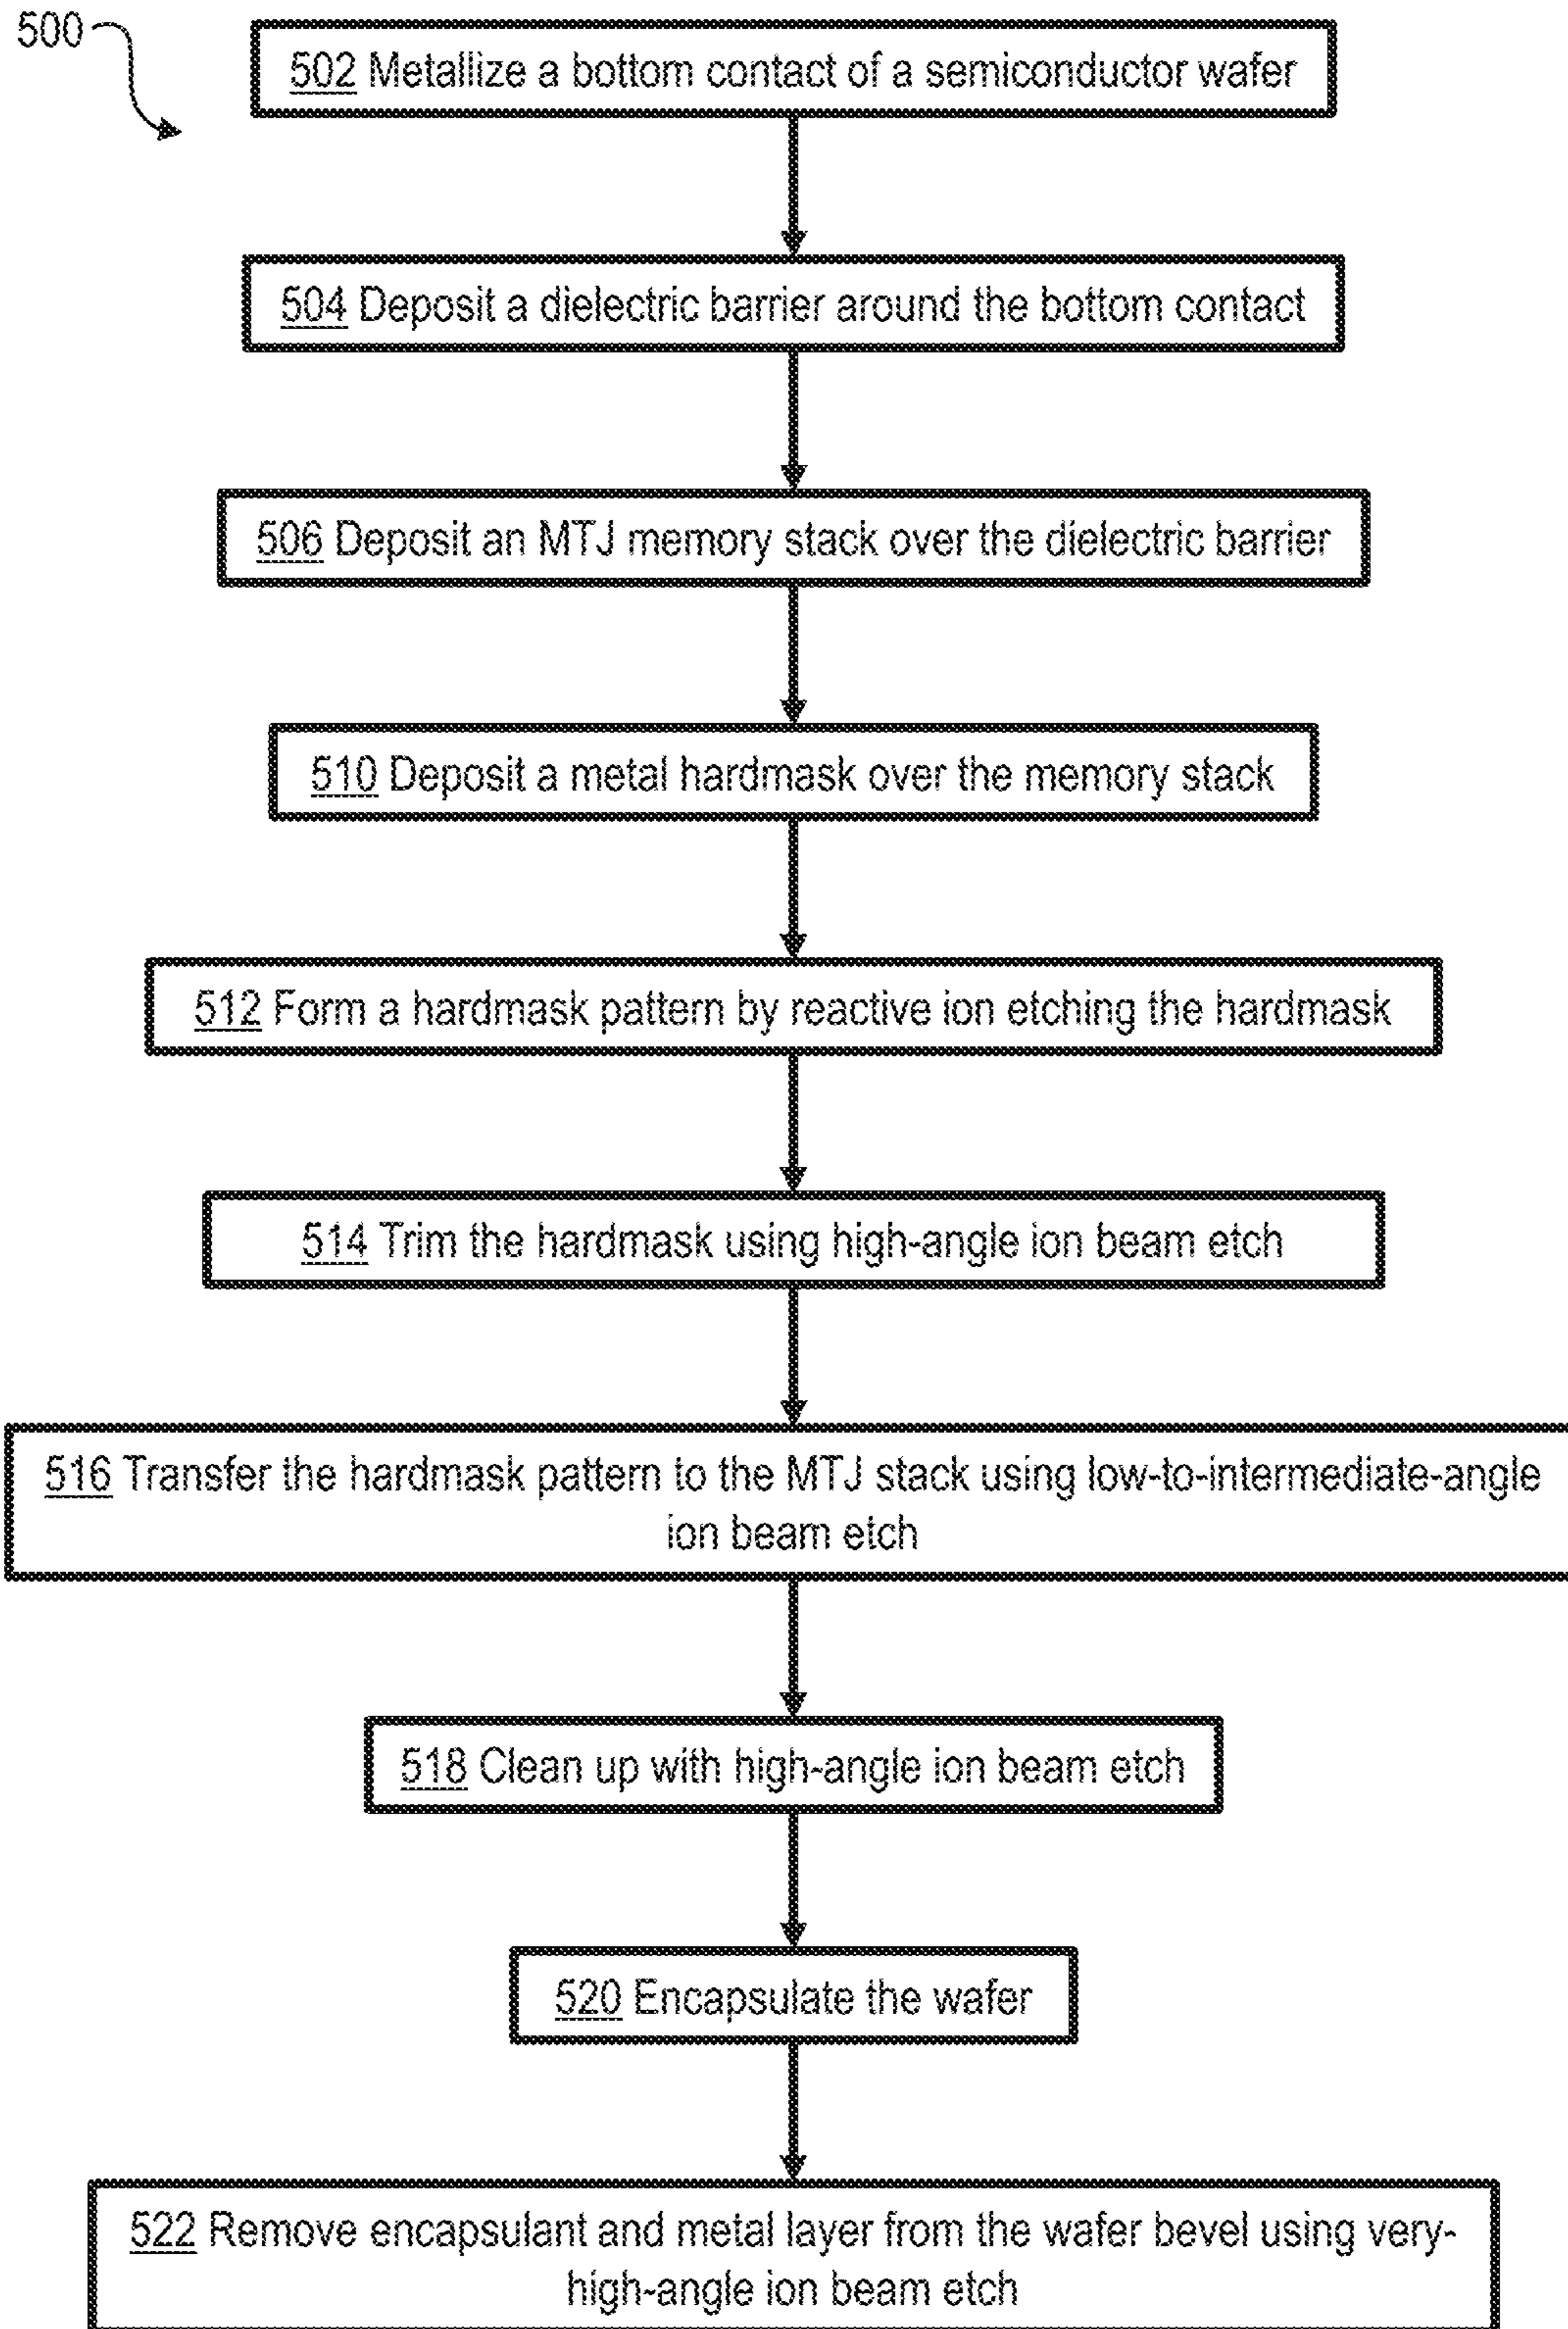 500
502 Metallize a bottom contact of a semiconductor wafer
504 Deposit a dielectric barrier around the bottom contact
506 Deposit an MTJ memory stack over the dielectric barrier
510 Deposit a metal hardmask over the memory stack
512 Form a hardmask pattern by reactive ion etching the hardmask
514 Trim the hardmask using high-angle ion beam etch
516 Transfer the hardmask pattern to the MTJ stack using low-to-intermediate-angle
ion beam etch
518 Clean up with high-angle ion beam etch
520 Encapsulate the wafer
522 Remove encapsulant and metal layer from the wafer bevel using very-
high-angle ion beam etch